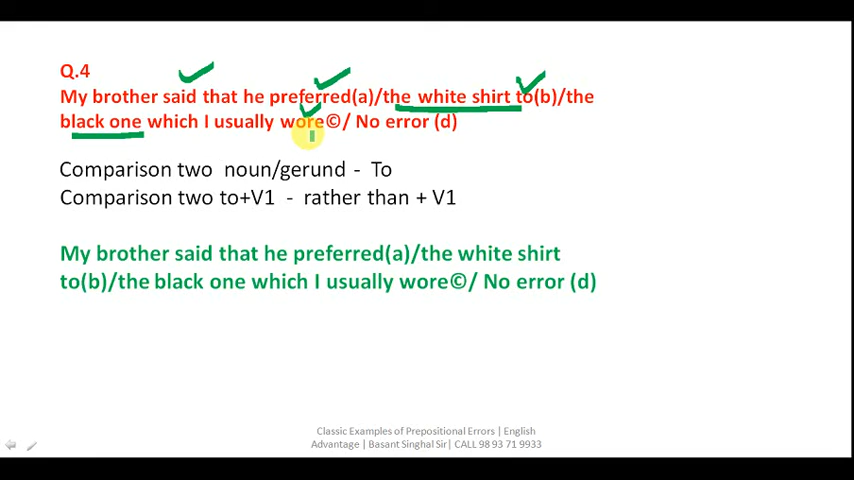 Q.4
My brother said that he preferred(a)/the white shirt to(b)/the
black one which I usually wore©/ No error (d)
Comparison two noun/gerund - To
Comparison two to+V1 - rather than + V1
My brother said that he preferred(a)/the white shirt
to(b)/the black one which I usually wore©/ No error (d)
Classic Examples of Prepositional Errors | English
Advantage | Basant Singhal Sir| CALL 98 93 71 9933